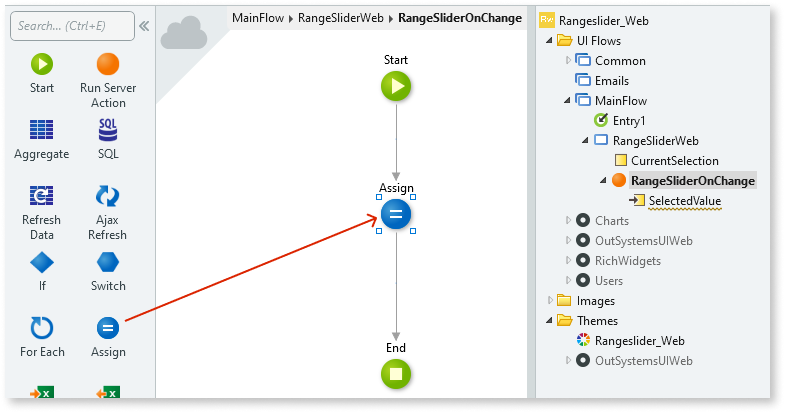 Search... (Ctrl+E)
Start
Run Server
Action
Aggregate
SQL
SQL
Refresh
Data
Ajax
Refresh
If
Switch
For Each
Assign
MainFlow ▸ RangeSliderWeb ▸ RangeSliderOnChange
Start
Assign
End
Rw Rangeslider_Web
UI Flows
Common
Emails
MainFlow
Entry1
RangeSliderWeb
CurrentSelection
RangeSliderOnChange
SelectedValue
Charts
OutSystemsUIWeb
RichWidgets
Users
Images
Themes
Rangeslider_Web
OutSystemsUIWeb